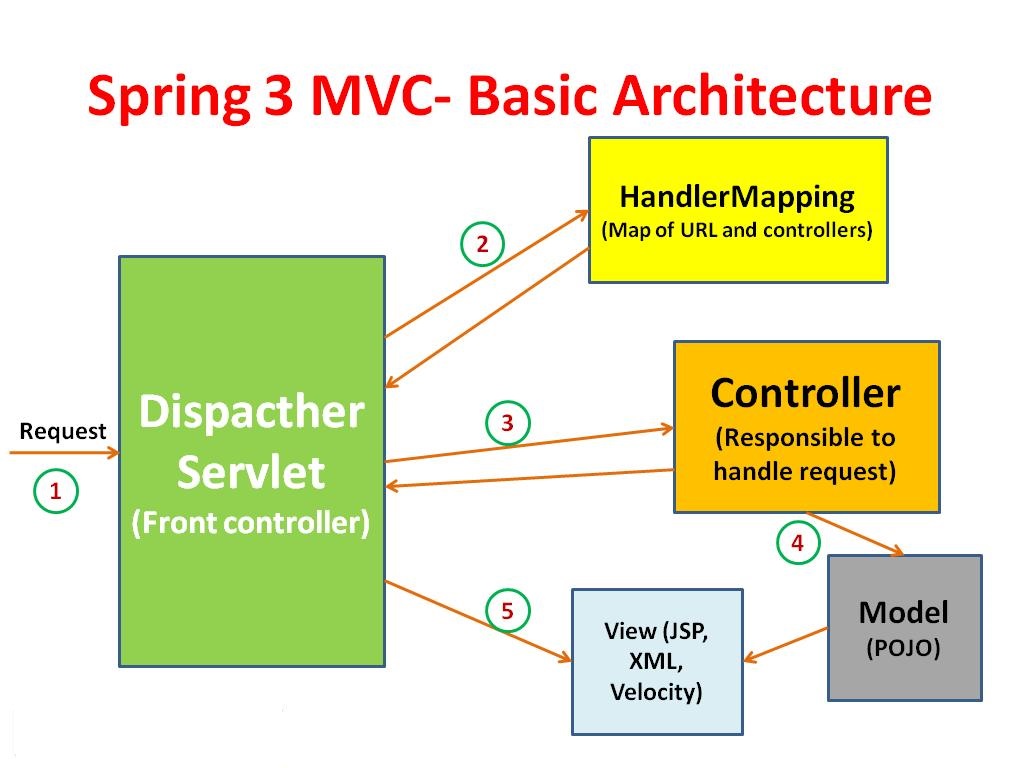 Spring 3 MVC- Basic Architecture
HandlerMapping
(Map of URL and controllers)
2
Controller
(Responsible to
handle request)
Dispacther
Servlet
(Front controller)
Request
1
3
4
5
View (JSP,
XML,
Velocity)
Model
(POJO)